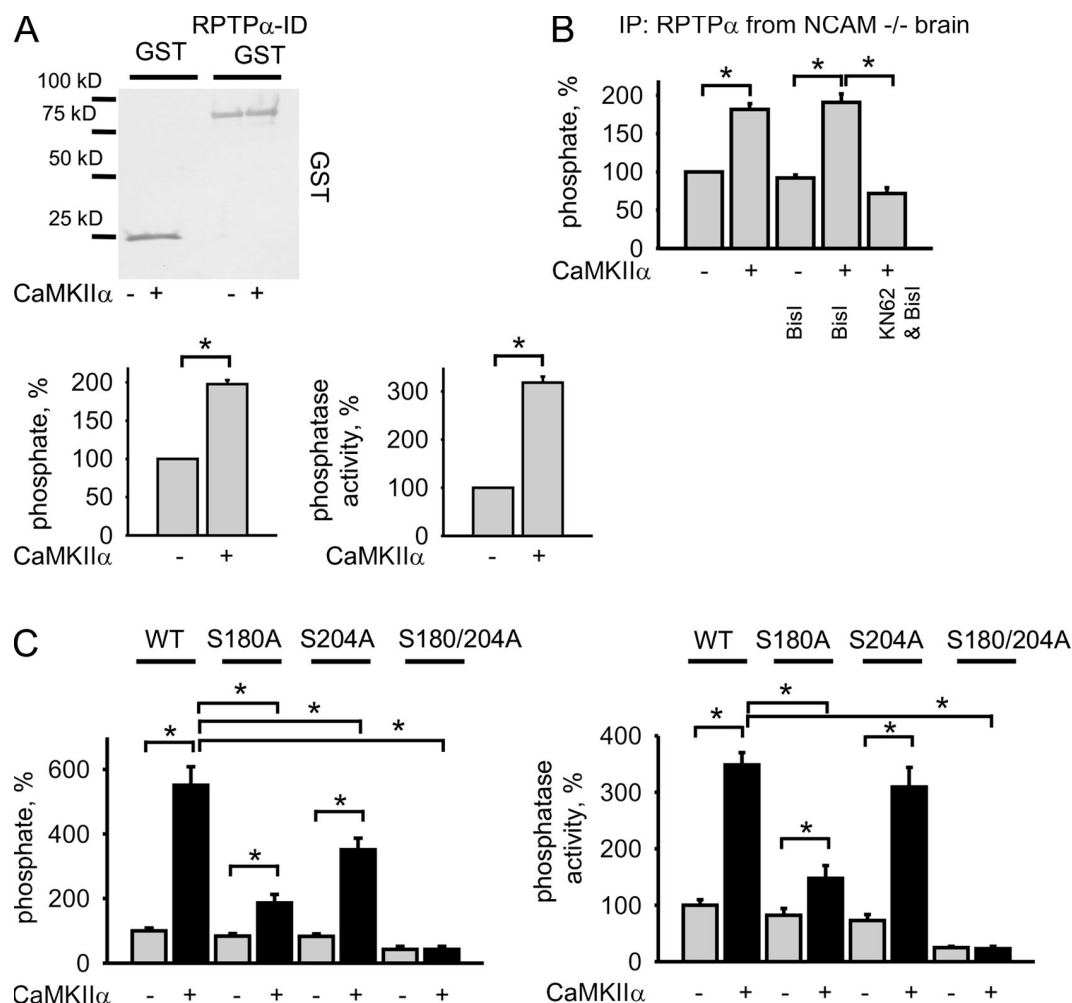 A
RPTPα-ID
GST GST
100 kD
75 kD
50 kD
25 kD
GST
CaMKIIα - + - +
phosphate, %
200
150
100
50
0
*
CaMKIIα - +
phosphatase
activity, %
300
200
100
0
*
CaMKIIα - +
B IP: RPTPα from NCAM -/- brain
phosphate, %
200
150
100
50
0
* * *
CaMKIIα - + - + +
BisI
BisI
KN62
& BisI
C
WT S180A S204A S180/204A
phosphate, %
600
400
200
0
*
*
*
*
*
*
CaMKIIα - + - + - + - +
WT S180A S204A S180/204A
phosphatase
activity, %
400
300
200
100
0
*
*
*
*
*
CaMKIIα - + - + - + - +